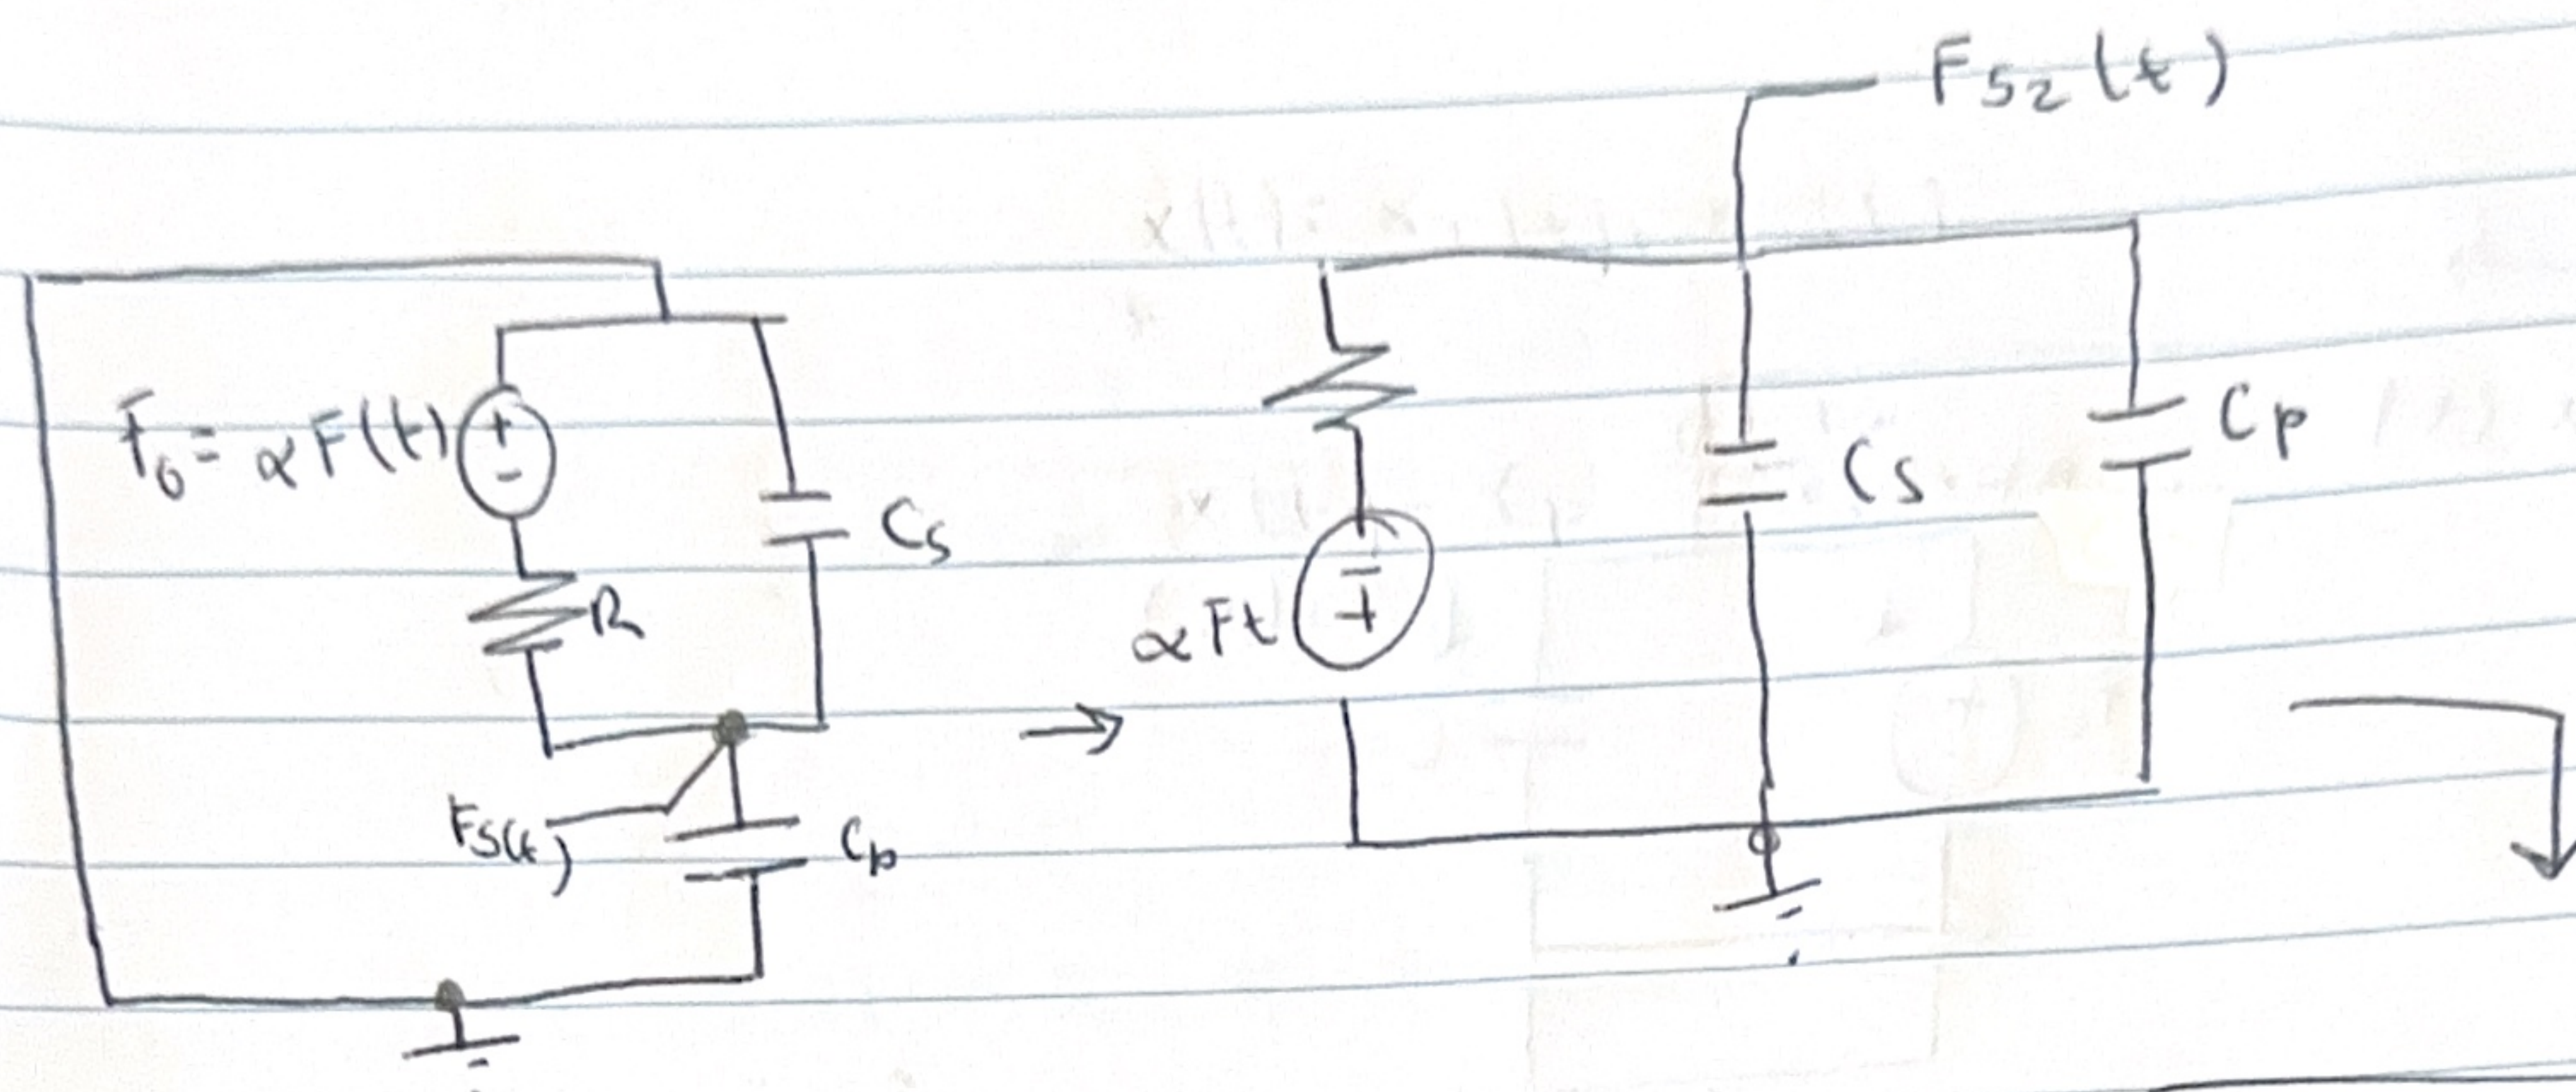 Fs2(t)
F0 = αF(t)
+
-
Cs
R
Fs(t)
Cp
→
αFt
-
+
Cs
Cp